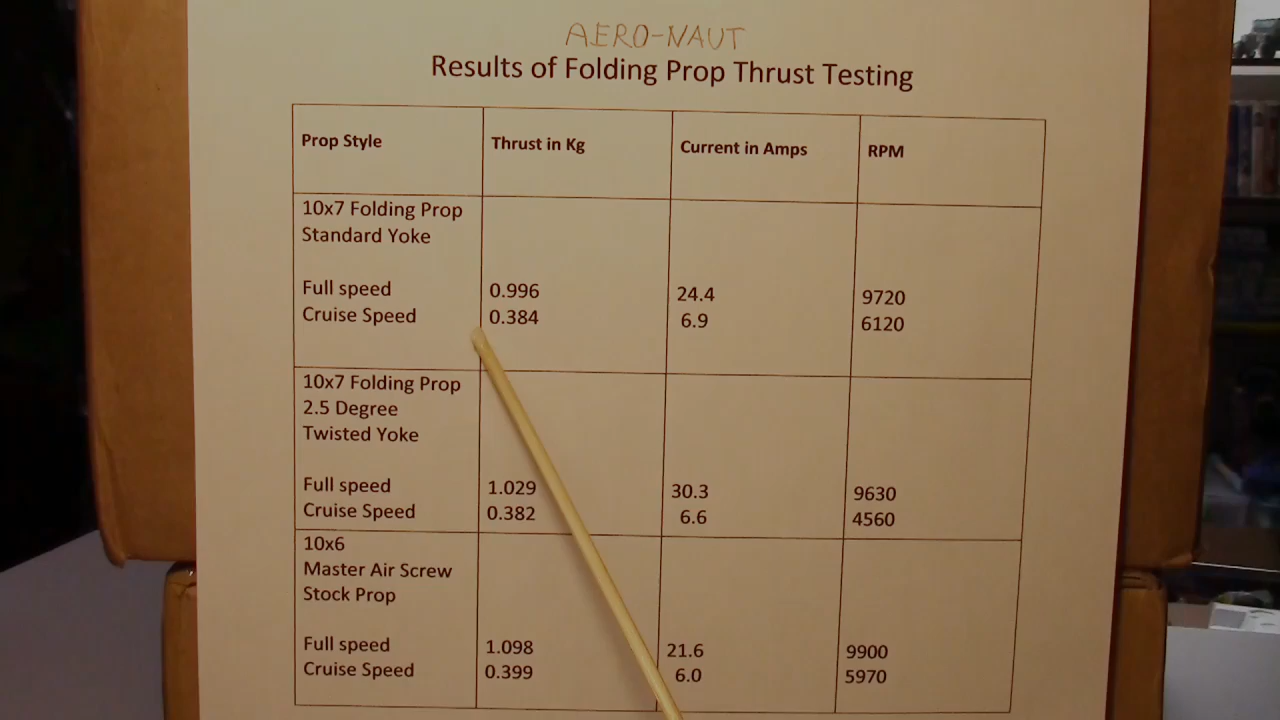 AERO-NAUT
Results of Folding Prop Thrust Testing
Prop Style Thrust in Kg Current in Amps RPM
10x7 Folding Prop
Standard Yoke
Full speed 0.996 24.4 9720
Cruise Speed 0.384 6.9 6120
10x7 Folding Prop
2.5 Degree
Twisted Yoke
Full speed 1.029 30.3 9630
Cruise Speed 0.382 6.6 4560
10x6
Master Air Screw
Stock Prop
Full speed 1.098 21.6 9900
Cruise Speed 0.399 6.0 5970